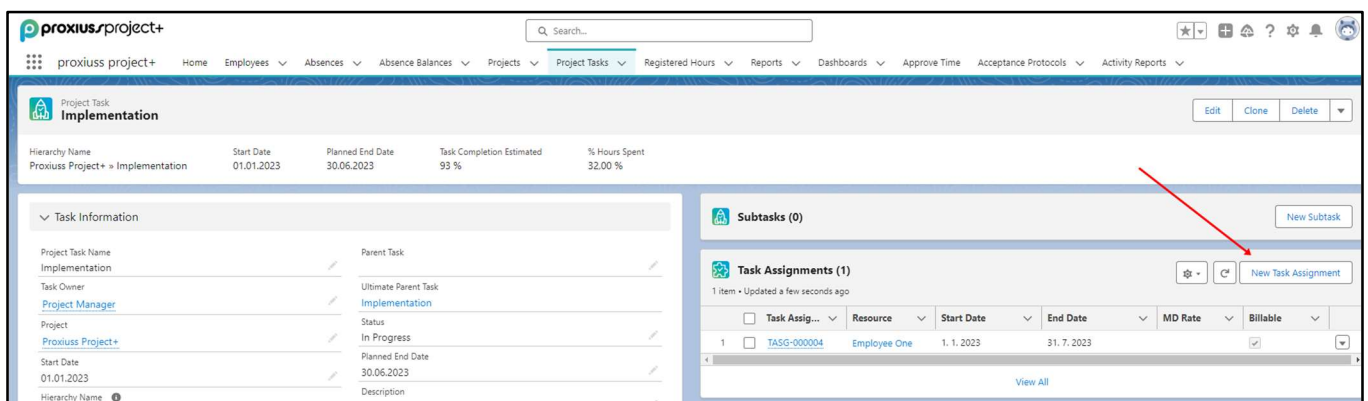 proxiuss project+
Search...
proxiuss project+ Home Employees Absences Absence Balances Projects Project Tasks Registered Hours Reports Dashboards Approve Time Acceptance Protocols Activity Reports
Project Task
Implementation
Edit Clone Delete
Hierarchy Name Start Date Planned End Date Task Completion Estimated % Hours Spent
Proxiuss Project+ » Implementation 01.01.2023 30.06.2023 93 % 32,00 %
Task Information
Project Task Name Parent Task
Implementation
Task Owner Ultimate Parent Task
Project Manager Implementation
Project Status
Proxiuss Project+ In Progress
Start Date Planned End Date
01.01.2023 30.06.2023
Hierarchy Name Description
Subtasks (0) New Subtask
Task Assignments (1) New Task Assignment
1 item • Updated a few seconds ago
Task Assig... Resource Start Date End Date MD Rate Billable
1 TASG-000004 Employee One 1. 1. 2023 31. 7. 2023
View All